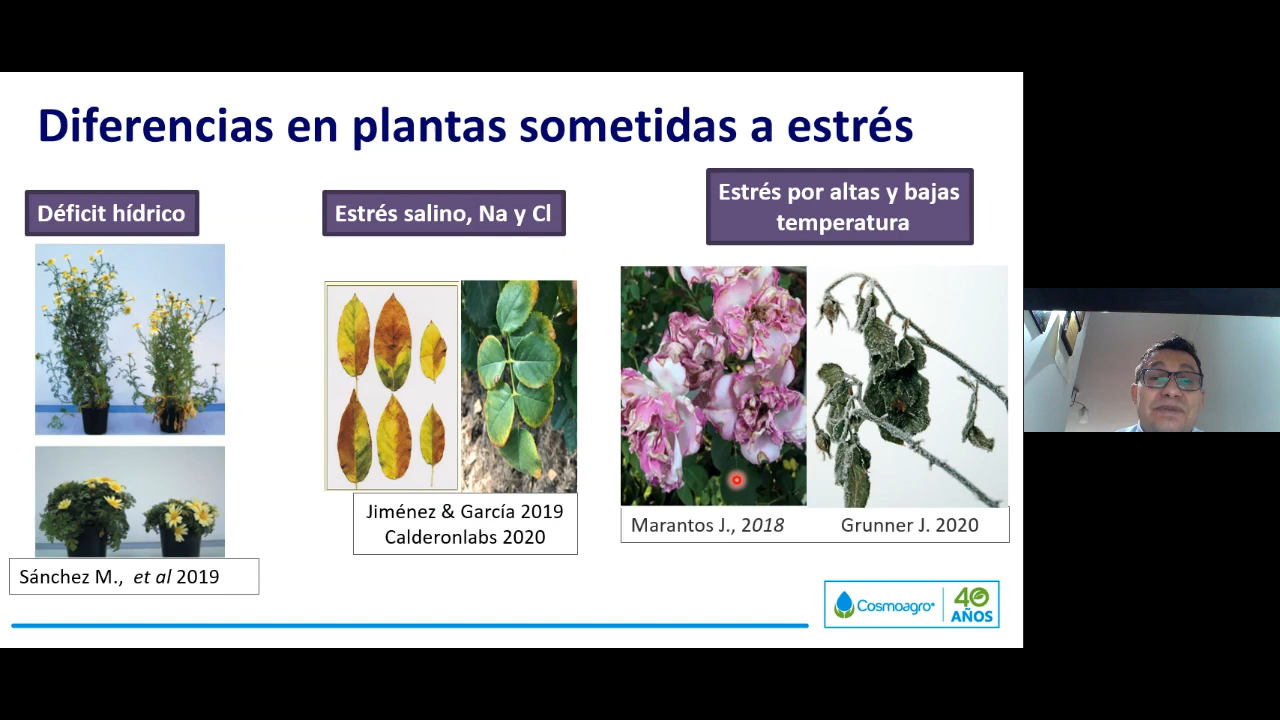 Diferencias en plantas sometidas a estrés
Déficit hídrico
Sánchez M., et al 2019
Estrés salino, Na y Cl
Jiménez & García 2019
Calderonlabs 2020
Estrés por altas y bajas
temperatura
Marantos J., 2018
Grunner J. 2020
Cosmoagro
40
AÑOS